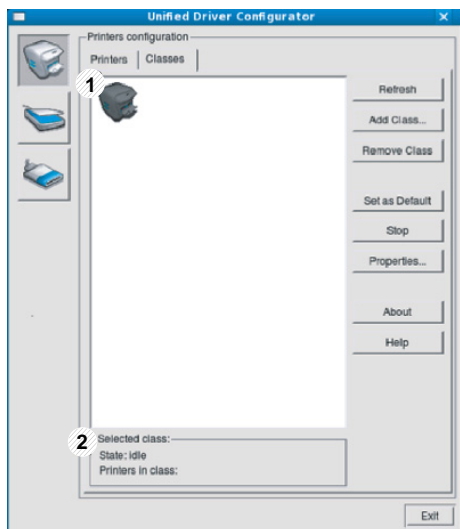 Unified Driver Configurator
Printers configuration
Printers
Classes
1
Refresh
Add Class...
Remove Class
Set as Default
Stop
Properties...
About
Help
2
Selected class:
State: idle
Printers in class:
Exit